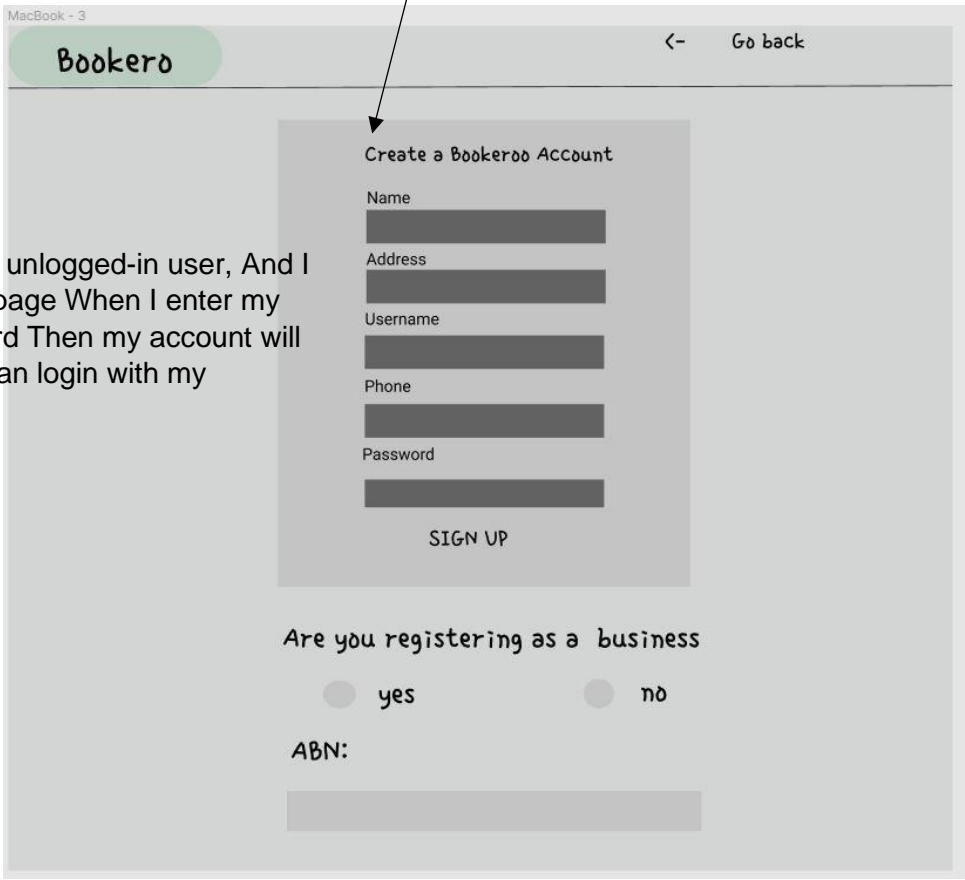 MacBook - 3
Bookero
<- Go back
Create a Bookeroo Account
Name
Address
Username
Phone
Password
SIGN UP
unlogged-in user, And I
page When I enter my
Then my account will
an login with my
Are you registering as a business
yes
no
ABN: